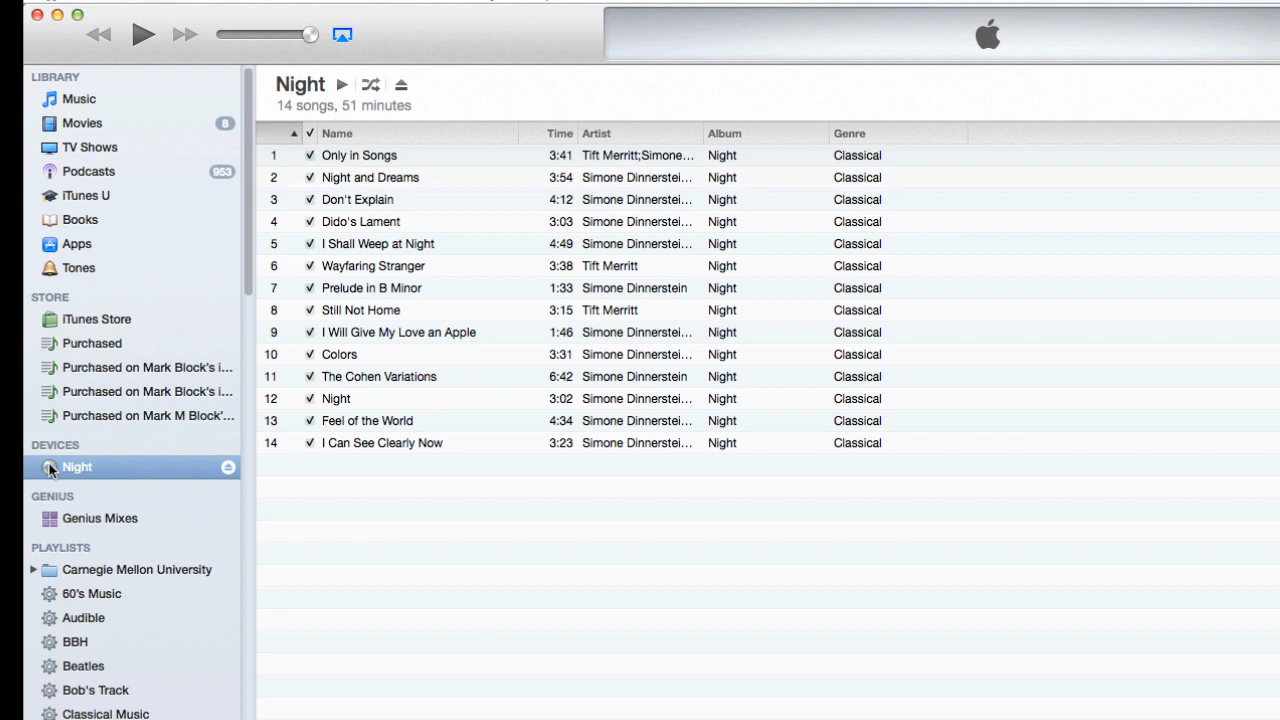 LIBRARY
Music
Movies 8
TV Shows
Podcasts 953
iTunes U
Books
Apps
Tones
STORE
iTunes Store
Purchased
Purchased on Mark Block's i...
Purchased on Mark Block's i...
Purchased on Mark M Block'...
DEVICES
Night
GENIUS
Genius Mixes
PLAYLISTS
Carnegie Mellon University
60's Music
Audible
BBH
Beatles
Bob's Track
Classical Music
Night
14 songs, 51 minutes
Name Time Artist Album Genre
1 Only in Songs 3:41 Tift Merritt;Simone... Night Classical
2 Night and Dreams 3:54 Simone Dinnerstei... Night Classical
3 Don't Explain 4:12 Simone Dinnerstei... Night Classical
4 Dido's Lament 3:03 Simone Dinnerstei... Night Classical
5 I Shall Weep at Night 4:49 Simone Dinnerstei... Night Classical
6 Wayfaring Stranger 3:38 Tift Merritt Night Classical
7 Prelude in B Minor 1:33 Simone Dinnerstein Night Classical
8 Still Not Home 3:15 Tift Merritt Night Classical
9 I Will Give My Love an Apple 1:46 Simone Dinnerstei... Night Classical
10 Colors 3:31 Simone Dinnerstei... Night Classical
11 The Cohen Variations 6:42 Simone Dinnerstein Night Classical
12 Night 3:02 Simone Dinnerstei... Night Classical
13 Feel of the World 4:34 Simone Dinnerstei... Night Classical
14 I Can See Clearly Now 3:23 Simone Dinnerstei... Night Classical